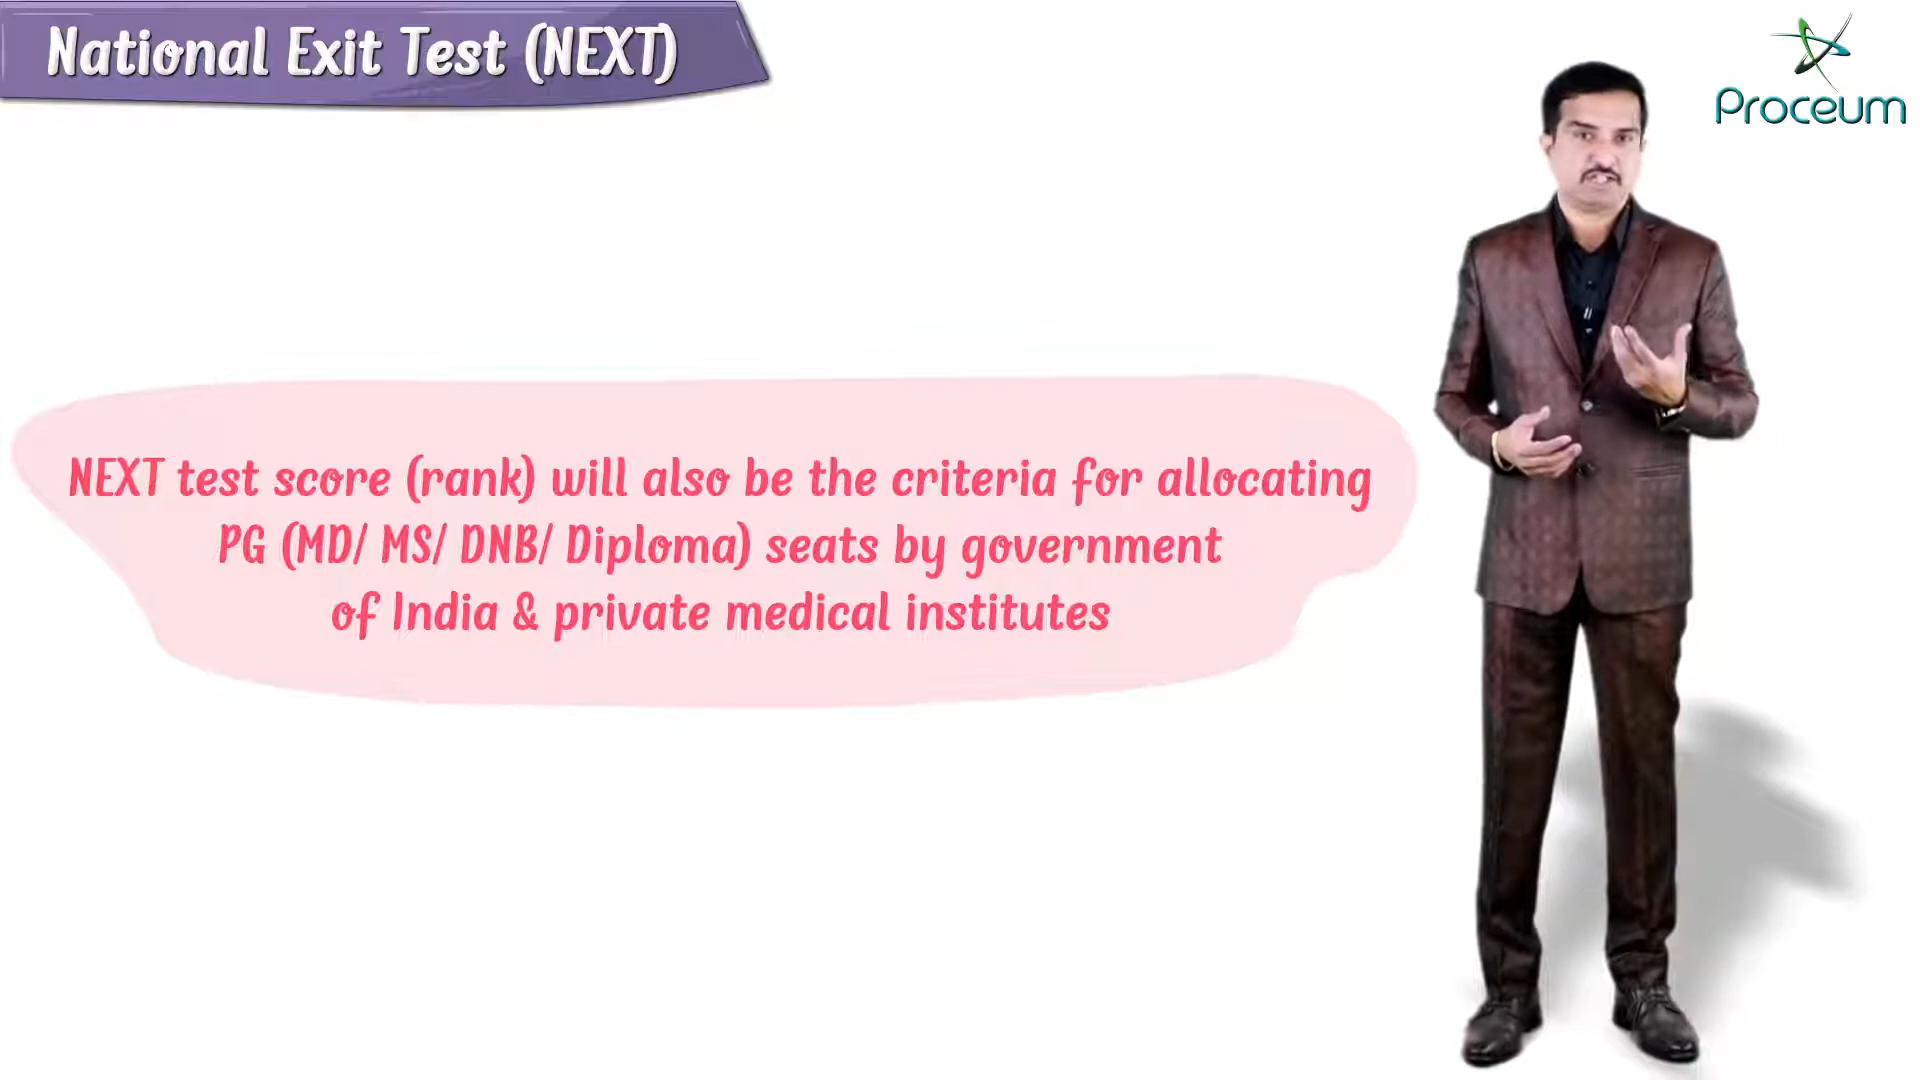 National Exit Test (NEXT)
Proceum
NEXT test score (rank) will also be the criteria for allocating
PG (MD/ MS/ DNB/ Diploma) seats by government
of India & private medical institutes